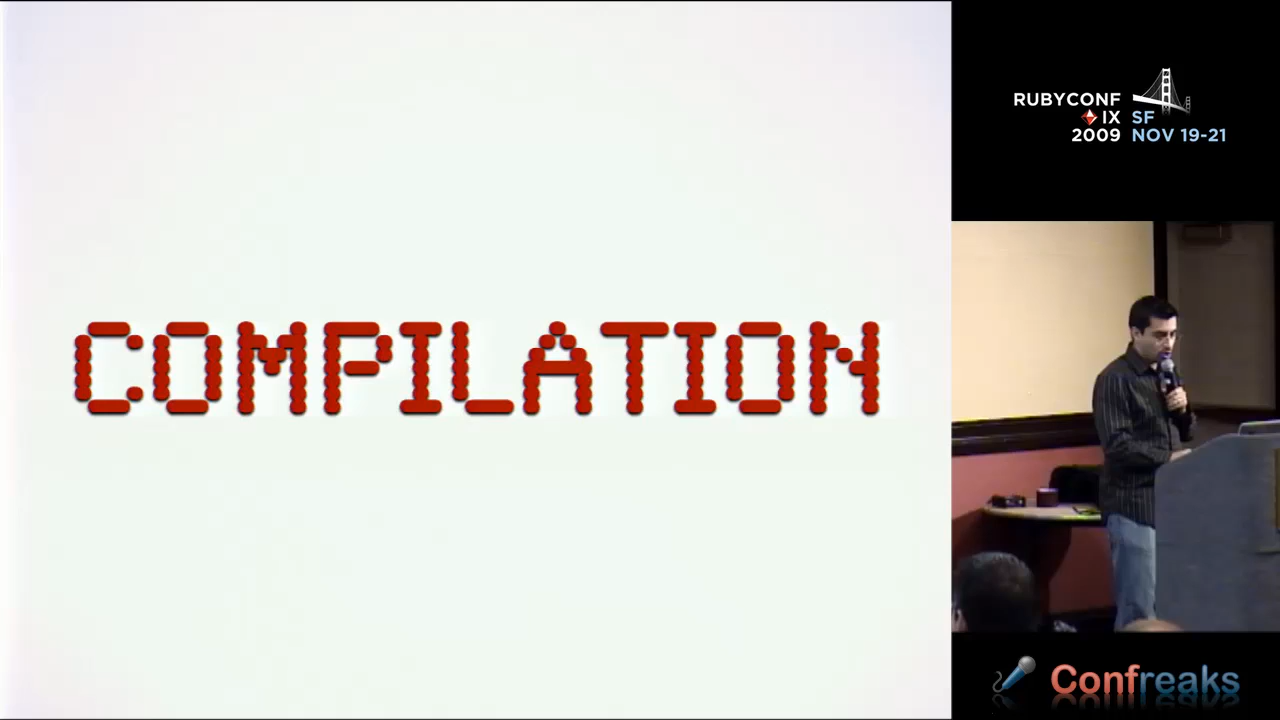 COMPILATION
RUBYCONF
IX SF
2009 NOV 19-21
Confreaks